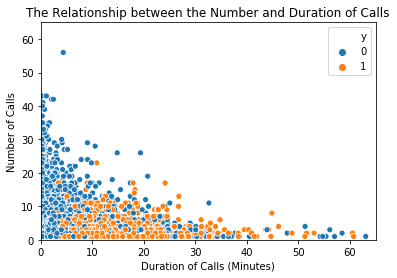 The Relationship between the Number and Duration of Calls
y
0
1
60
50
40
30
20
10
0
Number of Calls
0 10 20 30 40 50 60
Duration of Calls (Minutes)